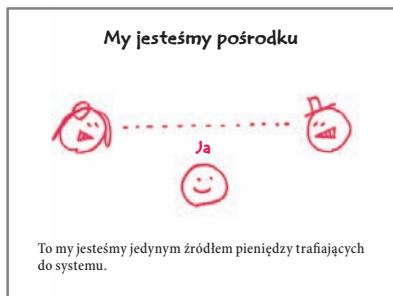 My jesteśmy pośrodku
Ja
To my jesteśmy jedynym źródłem pieniędzy trafiających
do systemu.